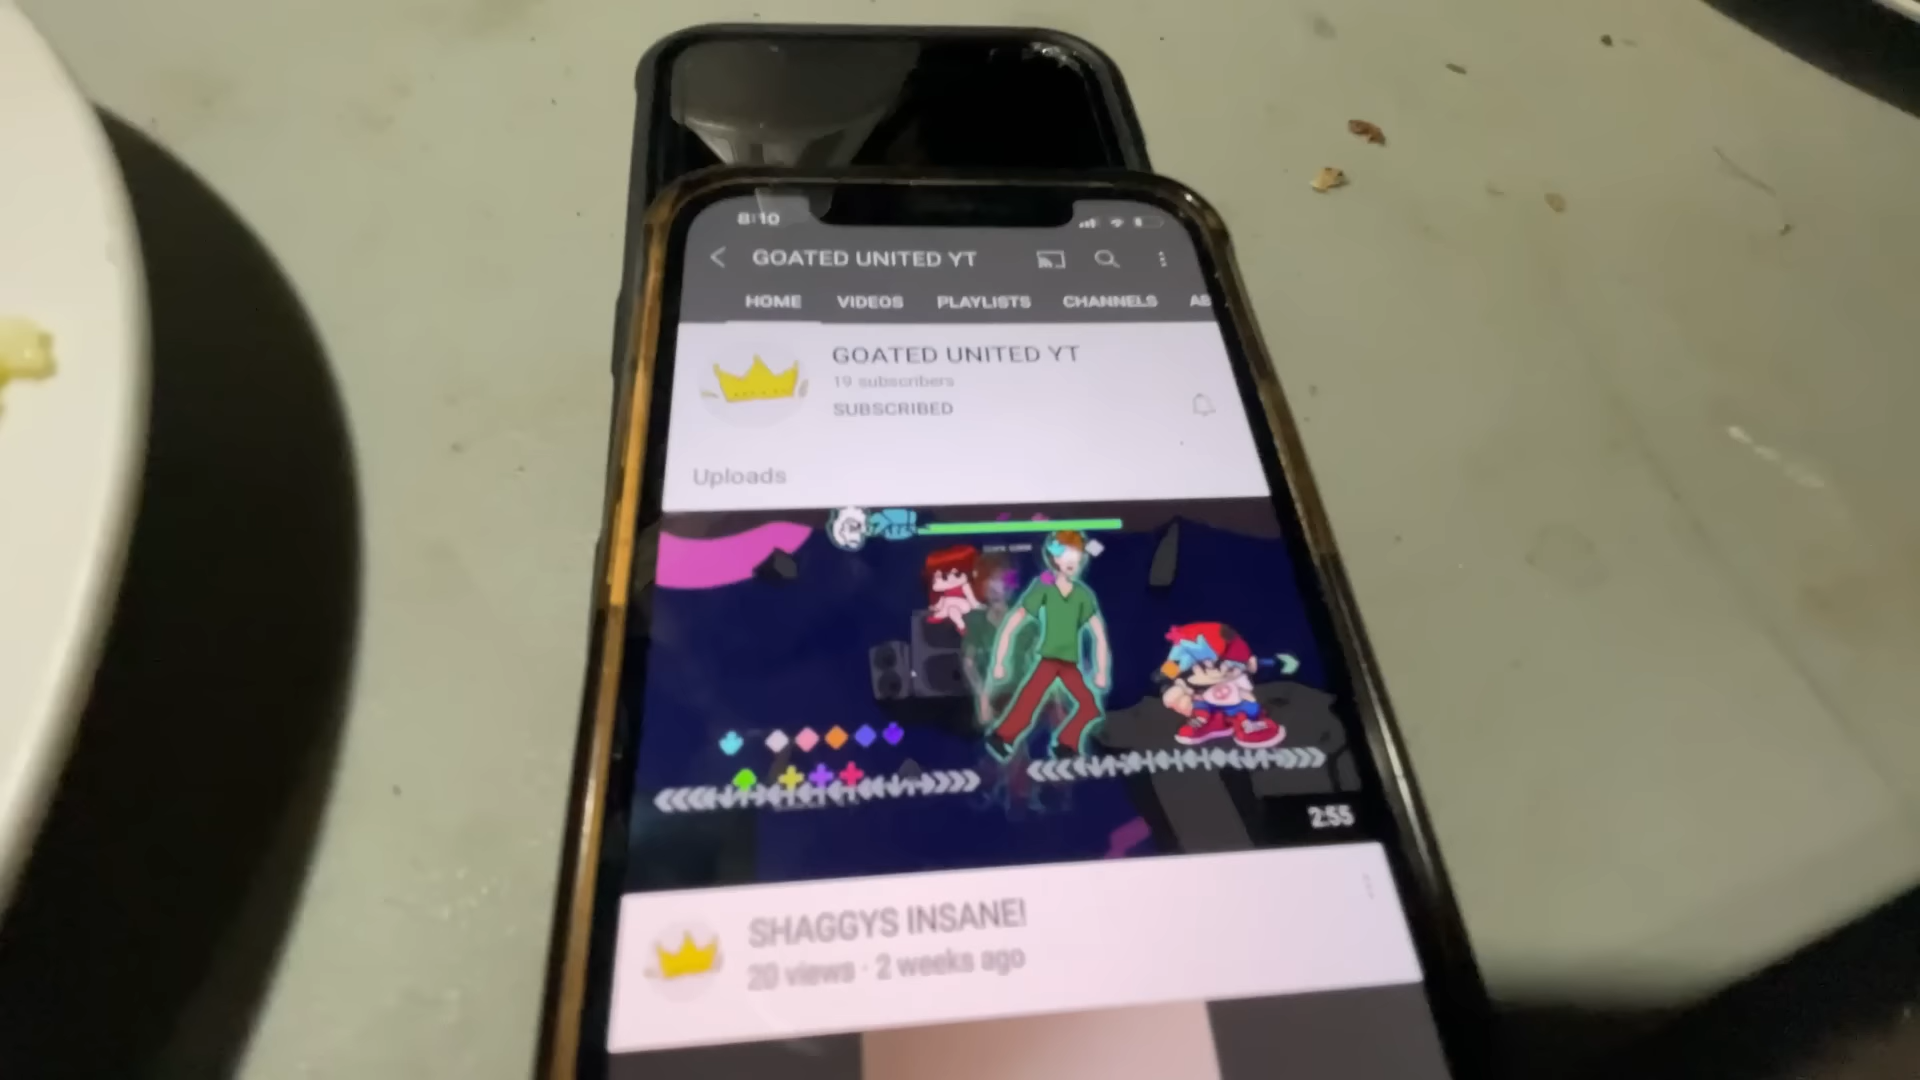 8:10
GOATED UNITED YT
HOME VIDEOS PLAYLISTS CHANNELS AB
GOATED UNITED YT
19 subscribers
SUBSCRIBED
Uploads
2:55
SHAGGYS INSANE!
20 views · 2 weeks ago